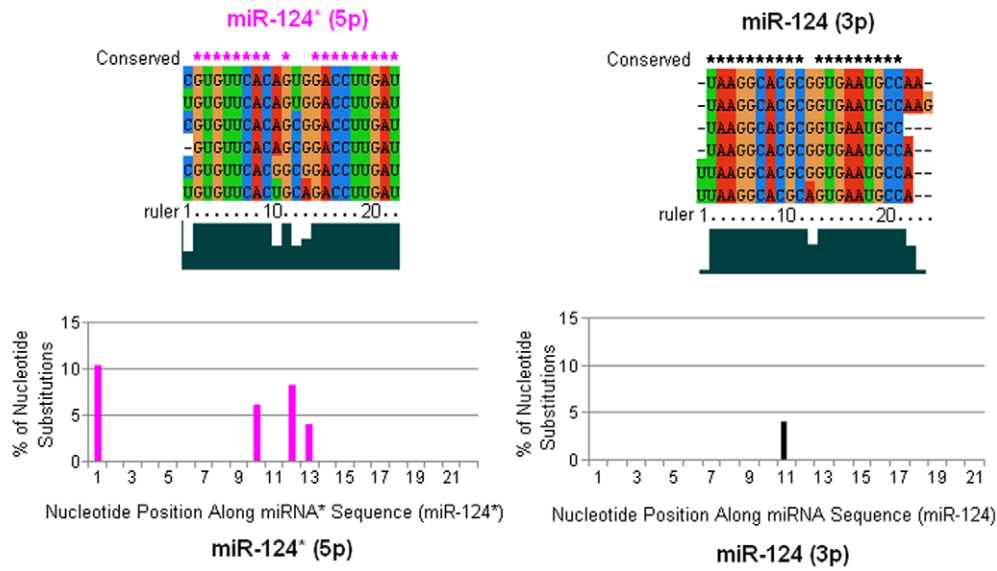 miR-124* (5p)
Conserved ******** * *********
CGUGUUCACAGUGGACCUUGAU
UGUGUUCACAGUGGACCUUGAU
CGUGUUCACAGCGGACCUUGAU
-GUGUUCACAGCGGACCUUGAU
CGUGUUCACGGCGGACCUUGAU
UGUGUUCACUGCAGACCUUGAU
ruler 1.......10........20..
miR-124 (3p)
Conserved ********** *********
-UAAGGCACGCGGUGAAUGCCAA-
-UAAGGCACGCGGUGAAUGCCAAG
-UAAGGCACGCGGUGAAUGCC---
-UAAGGCACGCGGUGAAUGCCA--
UUAAGGCACGCGGUGAAUGCCA--
UUAAGGCACGCAGUGAAUGCCA--
ruler 1.......10........20....
% of Nucleotide
Substitutions
15
10
5
0
1 3 5 7 9 11 13 15 17 19 21
Nucleotide Position Along miRNA* Sequence (miR-124*)
miR-124* (5p)
% of Nucleotide
Substitutions
15
10
5
0
1 3 5 7 9 11 13 15 17 19 21
Nucleotide Position Along miRNA Sequence (miR-124)
miR-124 (3p)